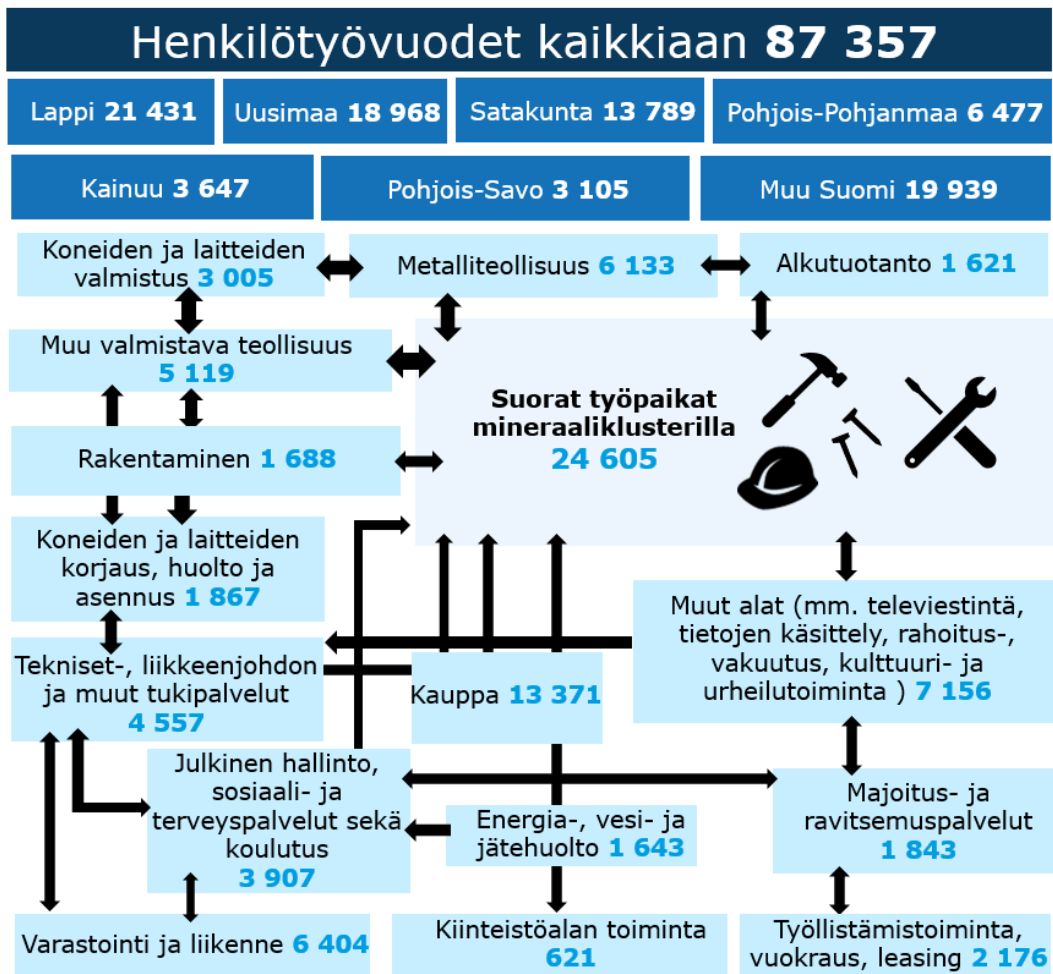 Henkilötyövuodet kaikkiaan 87 357
Lappi 21 431
Uusimaa 18 968
Satakunta 13 789
Pohjois-Pohjanmaa 6 477
Kainuu 3 647
Pohjois-Savo 3 105
Muu Suomi 19 939
Koneiden ja laitteiden
valmistus 3 005
Metalliteollisuus 6 133
Alkutuotanto 1 621
Muu valmistava teollisuus
5 119
Suorat työpaikat
mineraaliklusterilla
24 605
Rakentaminen 1 688
Koneiden ja laitteiden
korjaus, huolto ja
asennus 1 867
Muut alat (mm. televiestintä,
tietojen käsittely, rahoitus-,
vakuutus, kulttuuri- ja
urheilutoiminta ) 7 156
Tekniset-, liikkeenjohdon
ja muut tukipalvelut
4 557
Kauppa 13 371
Julkinen hallinto,
sosiaali- ja
terveyspalvelut sekä
koulutus
3 907
Energia-, vesi- ja
jätehuolto 1 643
Majoitus- ja
ravitsemuspalvelut
1 843
Varastointi ja liikenne 6 404
Kiinteistöalan toiminta
621
Työllistämistoiminta,
vuokraus, leasing 2 176